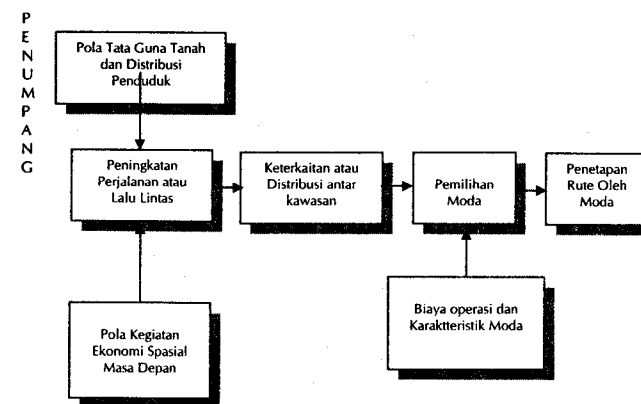 PENUMPANG
Pola Tata Guna Tanah
dan Distribusi
Penduduk
Peningkatan
Perjalanan atau
Lalu Lintas
Keterkaitan atau
Distribusi antar
kawasan
Pemilihan
Moda
Penetapan
Rute Oleh
Moda
Pola Kegiatan
Ekonomi Spasial
Masa Depan
Biaya operasi dan
Karaktteristik Moda